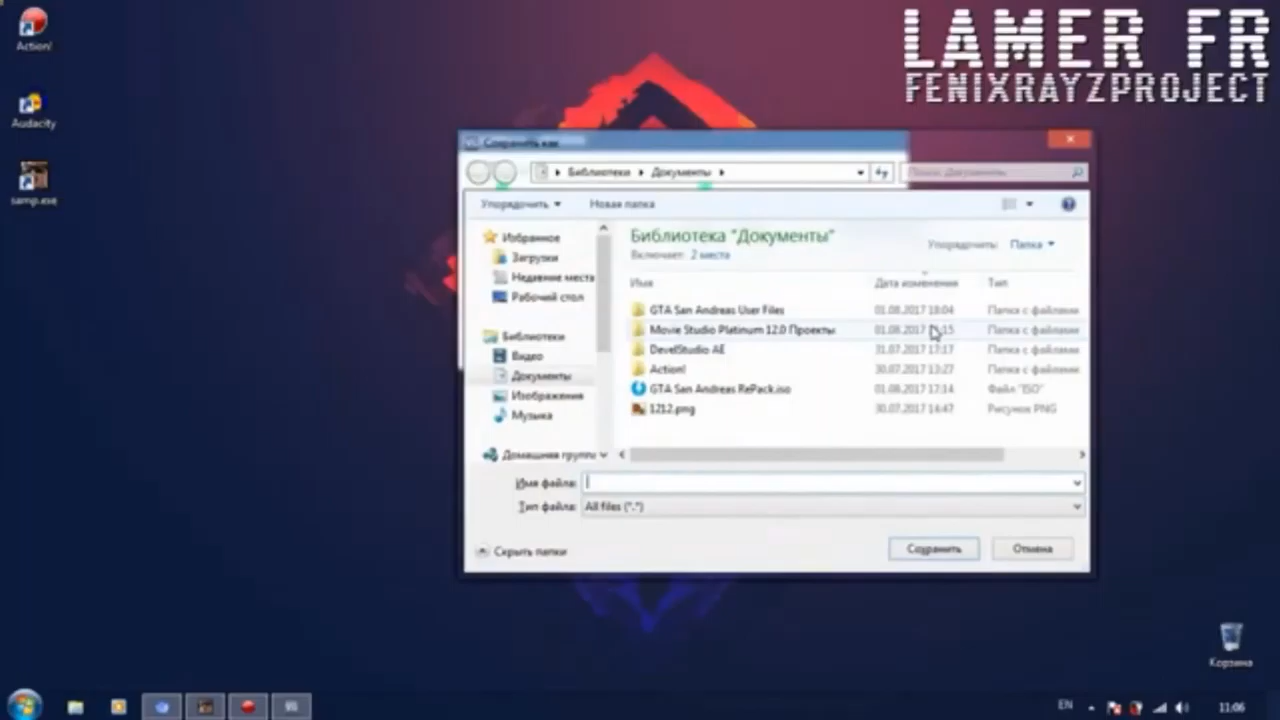 LAMER FR
FENIXRAYZPROJECT
Action!
Audacity
samp.exe
Сохранить как
Библиотеки
Документы
Поиск: Документы
Упорядочить
Новая папка
Избранное
Загрузки
Недавние места
Рабочий стол
Библиотеки
Видео
Документы
Изображения
Музыка
Домашняя группа
Библиотека "Документы"
Включает: 2 места
Упорядочить: Папка
Имя Дата изменения Тип
GTA San Andreas User Files 01.08.2017 18:04 Папка с файлами
Movie Studio Platinum 12.0 Проекты 01.08.2017 Папка с файлами
DevelStudio AE 31.07.2017 17:17 Папка с файлами
Action! 30.07.2017 13:27 Папка с файлами
GTA San Andreas RePack.iso 01.08.2017 17:14 Файл "ISO"
1212.png 30.07.2017 14:47 Рисунок PNG
Имя файла:
Тип файла: All files (*.*)
Скрыть папки
Сохранить
Отмена
Корзина
EN
11:06